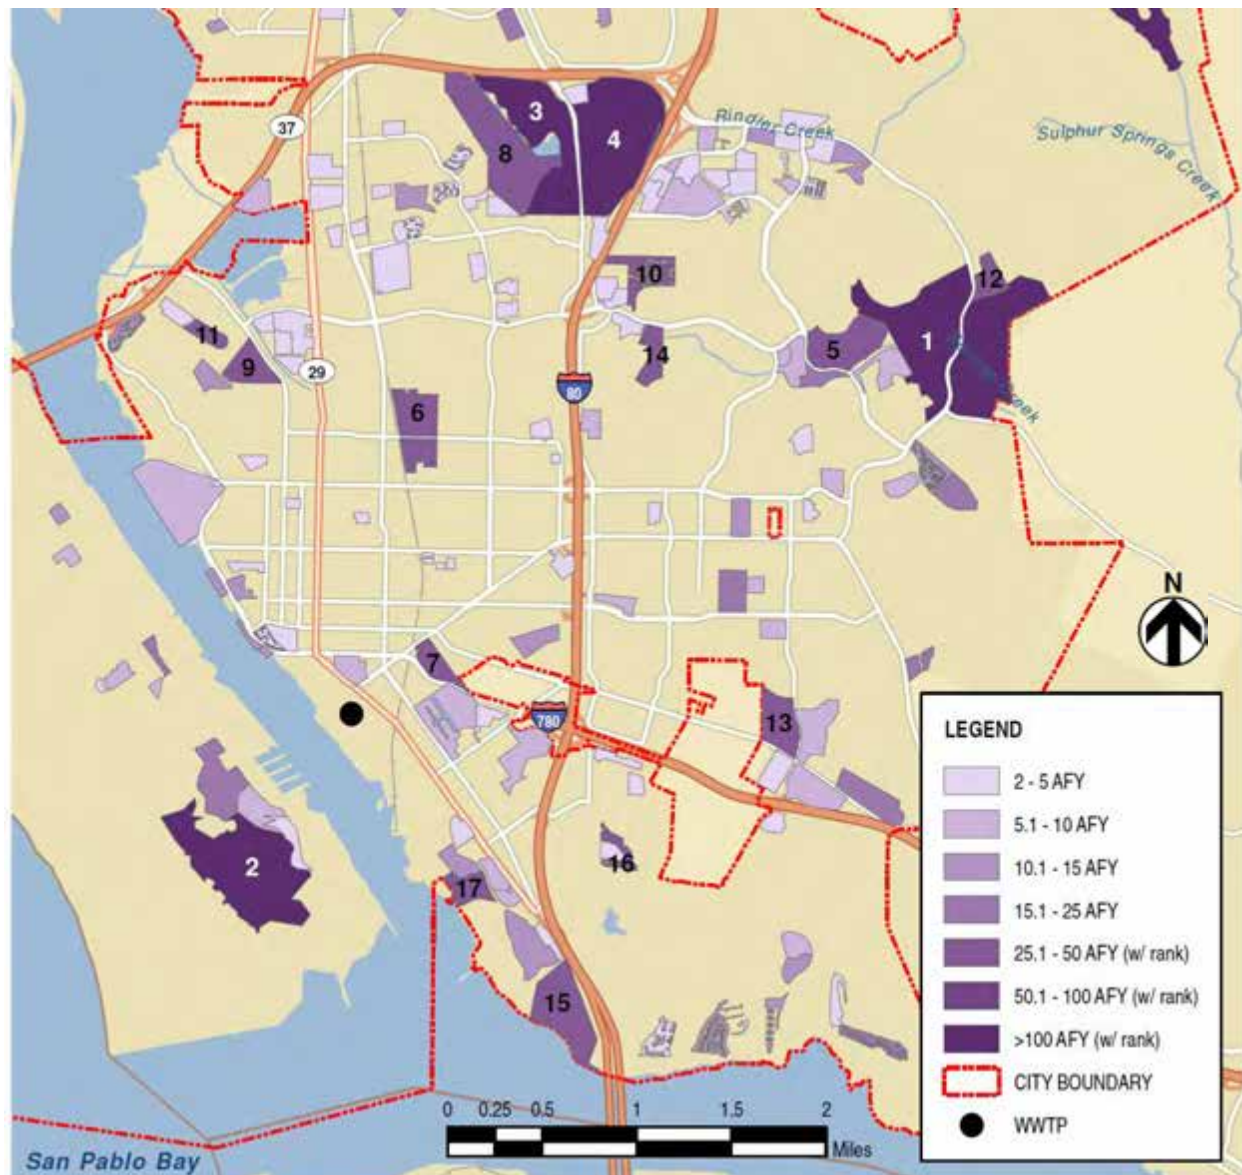 37
3
4
Rindler Creek
Sulphur Springs Creek
8
10
12
11
9
29
14
5
1
80
6
Creek
N
7
780
13
2
16
17
15
LEGEND
2 - 5 AFY
5.1 - 10 AFY
10.1 - 15 AFY
15.1 - 25 AFY
25.1 - 50 AFY (w/ rank)
50.1 - 100 AFY (w/ rank)
>100 AFY (w/ rank)
CITY BOUNDARY
WWTP
0 0.25 0.5 1 1.5 2
Miles
San Pablo Bay